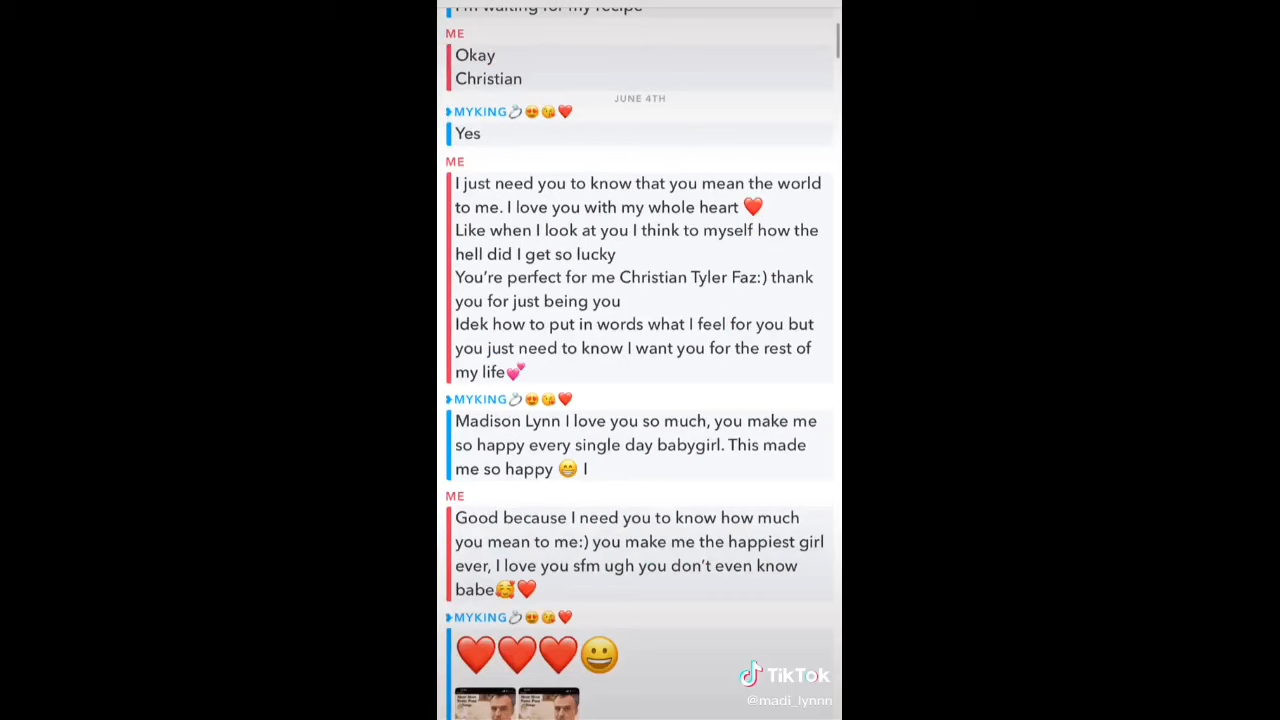 I'm waiting for my recipe
ME
Okay
Christian
JUNE 4TH
MYKING💍😍😘❤️
Yes
ME
I just need you to know that you mean the world
to me. I love you with my whole heart ❤️
Like when I look at you I think to myself how the
hell did I get so lucky
You're perfect for me Christian Tyler Faz:) thank
you for just being you
Idek how to put in words what I feel for you but
you just need to know I want you for the rest of
my life💕
MYKING💍😍😘❤️
Madison Lynn I love you so much, you make me
so happy every single day babygirl. This made
me so happy 😁 I
ME
Good because I need you to know how much
you mean to me:) you make me the happiest girl
ever, I love you sfm ugh you don't even know
babe🥰❤️
MYKING💍😍😘❤️
❤️❤️❤️😀
TikTok
@madi_lynnn